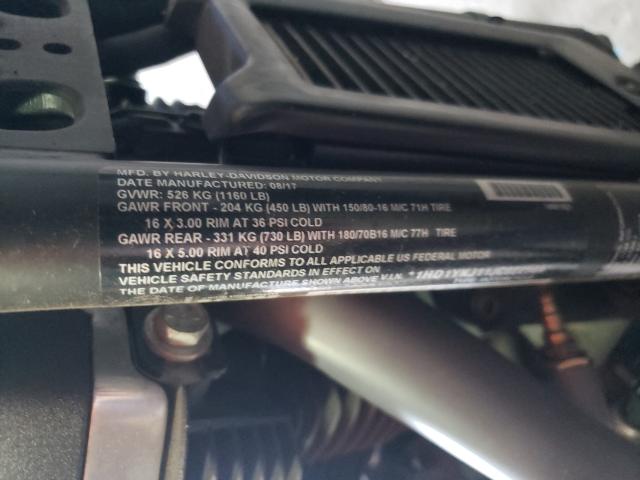 MFD. BY HARLEY-DAVIDSON MOTOR COMPANY
DATE MANUFACTURED: 08/17
GVWR: 526 KG (1160 LB)
GAWR FRONT - 204 KG (450 LB) WITH 150/80-16 M/C 71H TIRE
16 X 3.00 RIM AT 36 PSI COLD
GAWR REAR - 331 KG (730 LB) WITH 180/70B16 M/C 77H TIRE
16 X 5.00 RIM AT 40 PSI COLD
THIS VEHICLE CONFORMS TO ALL APPLICABLE US FEDERAL MOTOR
VEHICLE SAFETY STANDARDS IN EFFECT ON
THE DATE OF MANUFACTURE SHOWN ABOVE V.I.N.